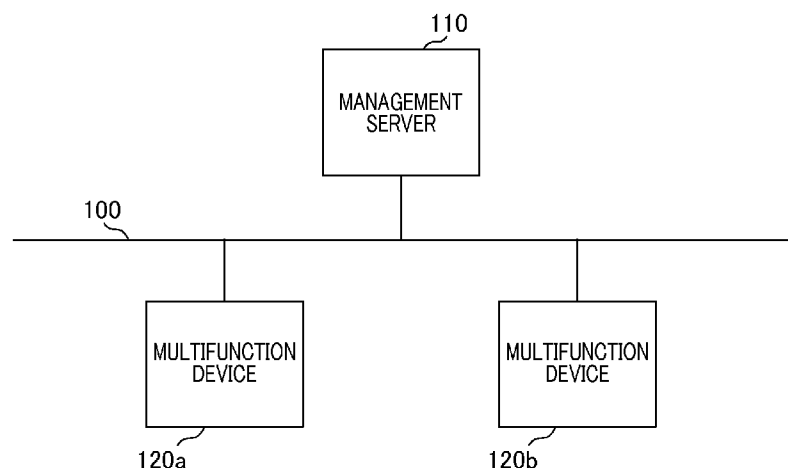 110
MANAGEMENT
SERVER
100
MULTIFUNCTION
DEVICE
MULTIFUNCTION
DEVICE
120a
120b